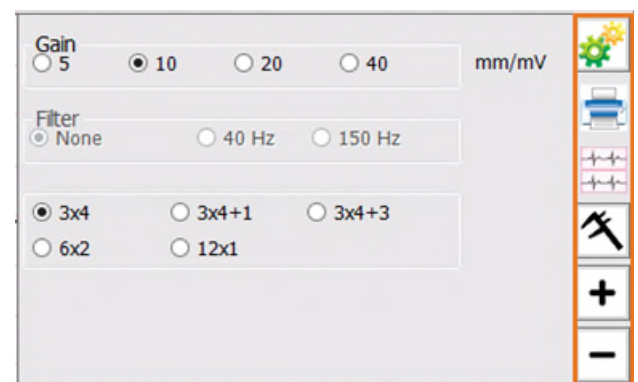 Gain
5 10 20 40 mm/mV
Filter
None 40 Hz 150 Hz
3x4 3x4+1 3x4+3
6x2 12x1